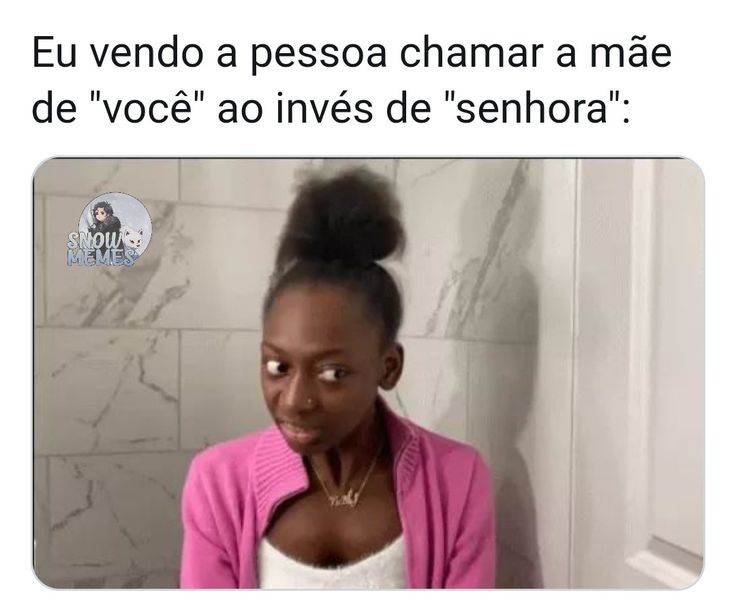 Eu vendo a pessoa chamar a mãe
de "você" ao invés de "senhora":
SNOW
MEMES